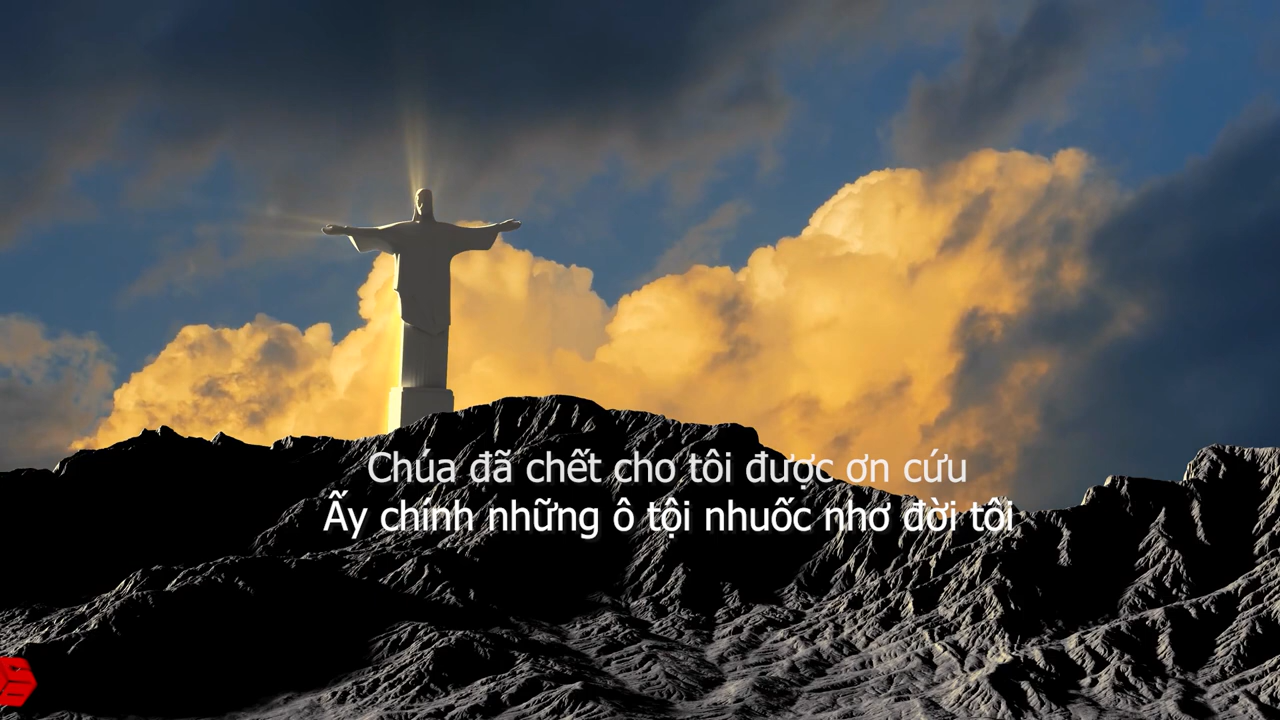 Chúa đã chết cho tôi được ơn cứu
Ấy chính những ô tội nhuốc nhơ đời tôi